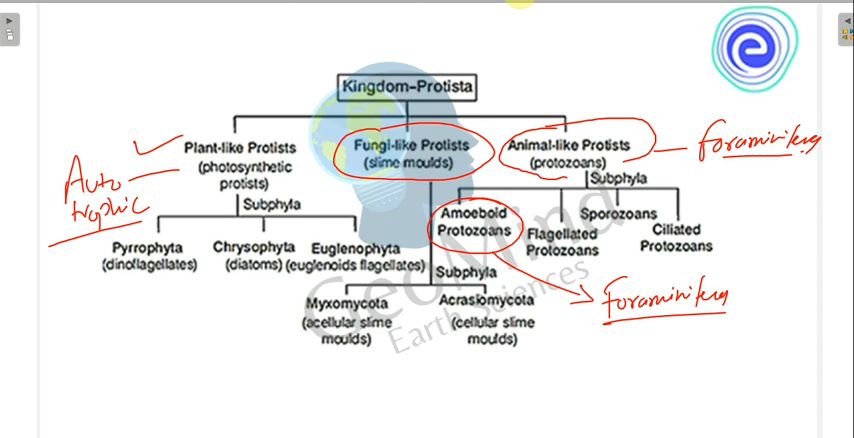 Kingdom–Protista
Plant-like Protists
(photosynthetic
protists)
Fungi-like Protists
(slime moulds)
Animal-like Protists
(protozoans)
Foraminifera
Auto
trophic
Subphyla
Subphyla
Pyrrophyta
(dinoflagellates)
Chrysophyta
(diatoms)
Euglenophyta
(euglenoids flagellates)
Amoeboid
Protozoans
Flagellated
Protozoans
Sporozoans
Ciliated
Protozoans
Subphyla
Foraminifera
Myxomycota
(acellular slime
moulds)
Acrasiomycota
(cellular slime
moulds)
GeoMind
Earth Sciences